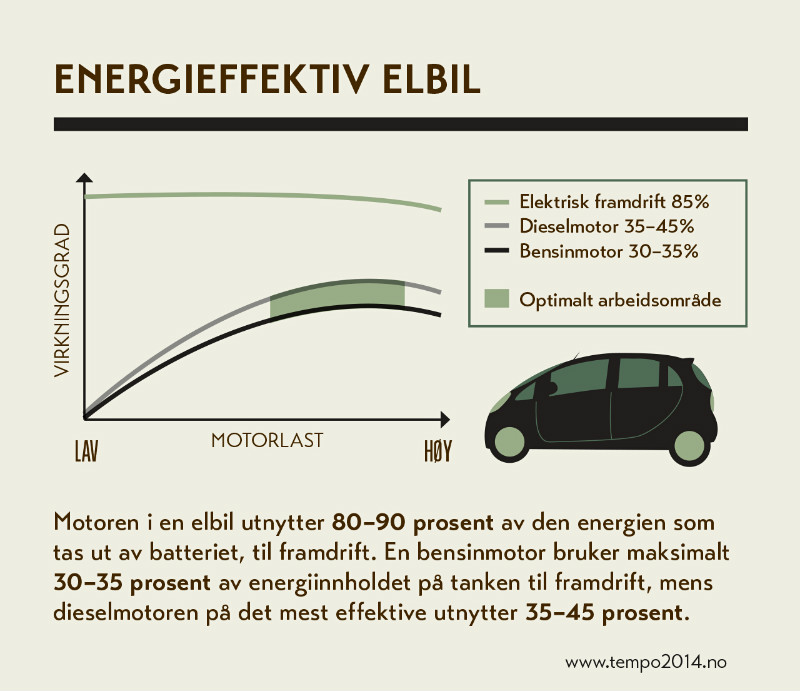 ENERGIEFFEKTIV ELBIL
VIRKNINGSGRAD
Elektrisk framdrift 85%
Dieselmotor 35–45%
Bensinmotor 30–35%
Optimalt arbeidsområde
MOTORLAST
LAV
HØY
Motoren i en elbil utnytter 80–90 prosent av den energien som
tas ut av batteriet, til framdrift. En bensinmotor bruker maksimalt
30–35 prosent av energiinnholdet på tanken til framdrift, mens
dieselmotoren på det mest effektive utnytter 35–45 prosent.
www.tempo2014.no